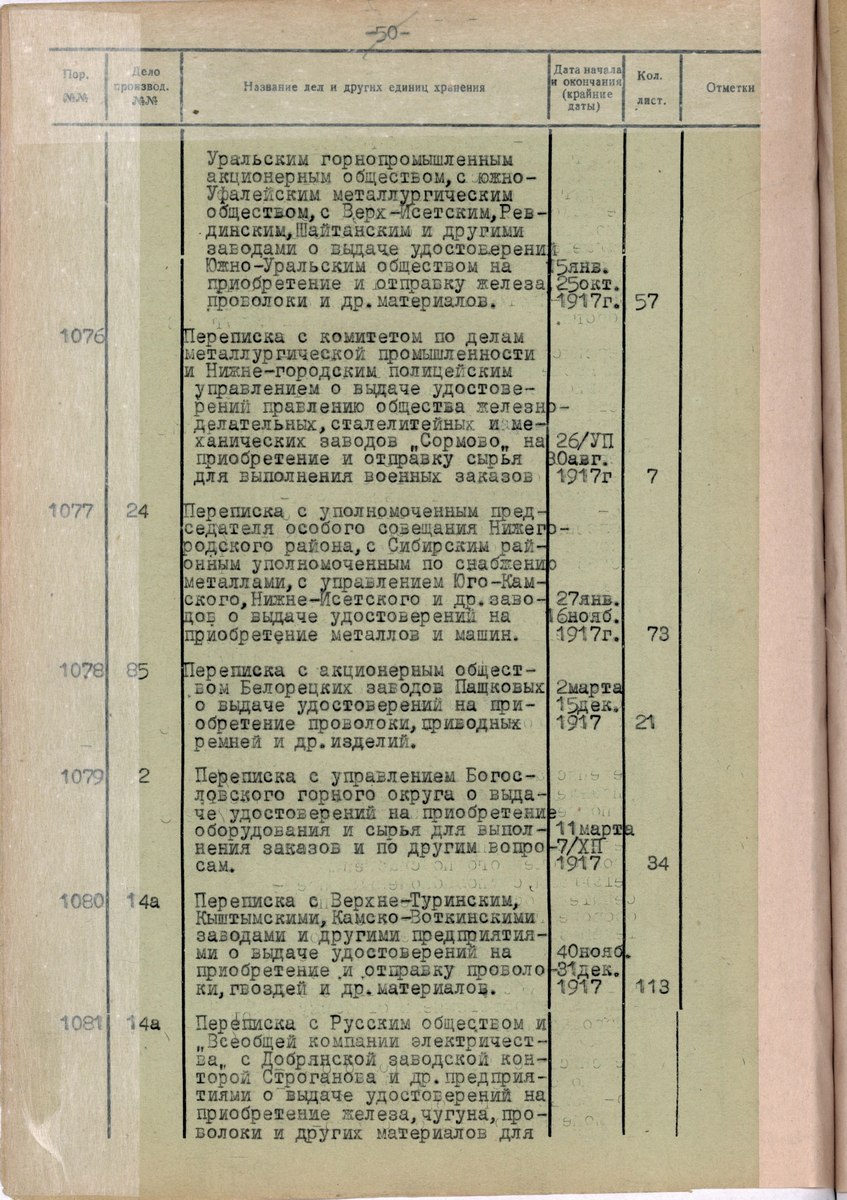 -50-
Пор. №№
Дело производ. №№
Название дел и других единиц хранения
Дата начала и окончания (крайние даты)
Кол. лист.
Отметки
Уральским горнопромышленным
акционерным обществом, с южно-
Уфалейским металлургическим
обществом, с Верх-Исетским, Рев-
динским, Шайтанским и другими
заводами о выдаче удостоверений
Южно-Уральским обществом на 15янв.
приобретение и отправку железа, 25окт.
проволоки и др.материалов. 1917г. 57
1076 Переписка с комитетом по делам
металлургической промышленности
и Нижне-городским полицейским
управлением о выдаче удостове-
рений правлению общества железно-
делательных, сталелитейных и ме-
ханических заводов „Сормово„ на 26/УП
приобретение и отправку сырья 30авг.
для выполнения военных заказов 1917г 7
1077 24 Переписка с уполномоченным пред-
седателя особого совещания Нижего-
родского района, с Сибирским рай-
онным уполномоченным по снабжению
металлами, с управлением Юго-Кам-
ского, Нижне-Исетского и др.заво- 27янв.
дов о выдаче удостоверений на 16нояб.
приобретение металлов и машин. 1917г. 73
1078 85 Переписка с акционерным общест-
вом Белорецких заводов Пашковых 2марта
о выдаче удостоверений на при- 15дек.
обретение проволоки, приводных 1917 21
ремней и др.изделий.
1079 2 Переписка с управлением Богос-
ловского горного округа о выда-
че удостоверений на приобретение
оборудования и сырья для выпол- 11марта
нения заказов и по другим вопро -7/ХП
сам. 1917 34
1080 14а Переписка с Верхне-Туринским,
Кыштымскими, Камско-Воткинскими
заводами и другими предприятия-
ми о выдаче удостоверений на 40нояб.
приобретение и отправку проволо -31дек.
ки, гвоздей и др.материалов. 1917 113
1081 14а Переписка с Русским обществом и
„Всеобщей компании электричест-
ва„ с Добрянской заводской кон-
торой Строганова и др.предприя-
тиями о выдаче удостоверений на
приобретение железа, чугуна, про-
волоки и других материалов для